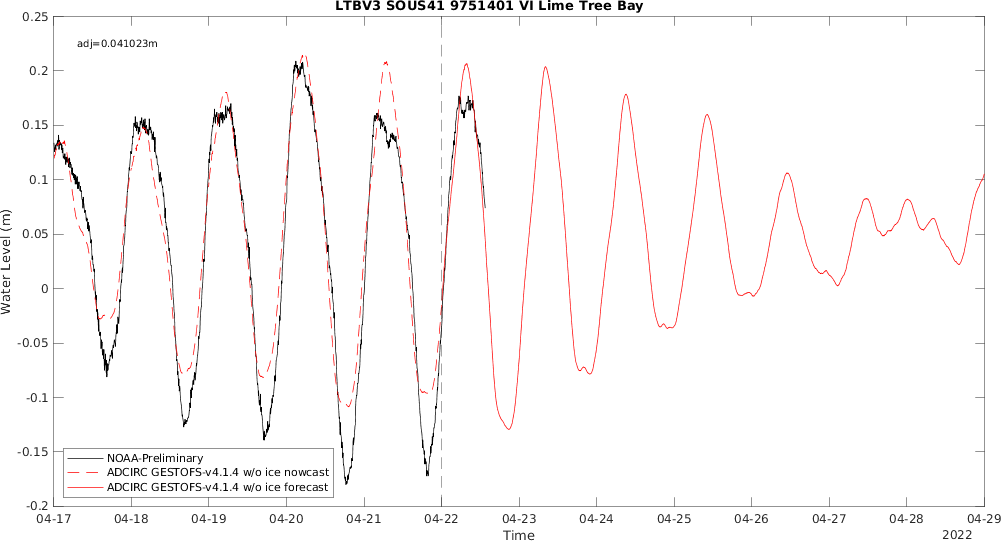 LTBV3 SOUS41 9751401 VI Lime Tree Bay
0.25
adj=0.041023m
0.2
0.15
0.1
0.05
0
-0.05
-0.1
-0.15
-0.2
Water Level (m)
NOAA-Preliminary
ADCIRC GESTOFS-v4.1.4 w/o ice nowcast
ADCIRC GESTOFS-v4.1.4 w/o ice forecast
04-17 04-18 04-19 04-20 04-21 04-22 04-23 04-24 04-25 04-26 04-27 04-28 04-29
Time
2022